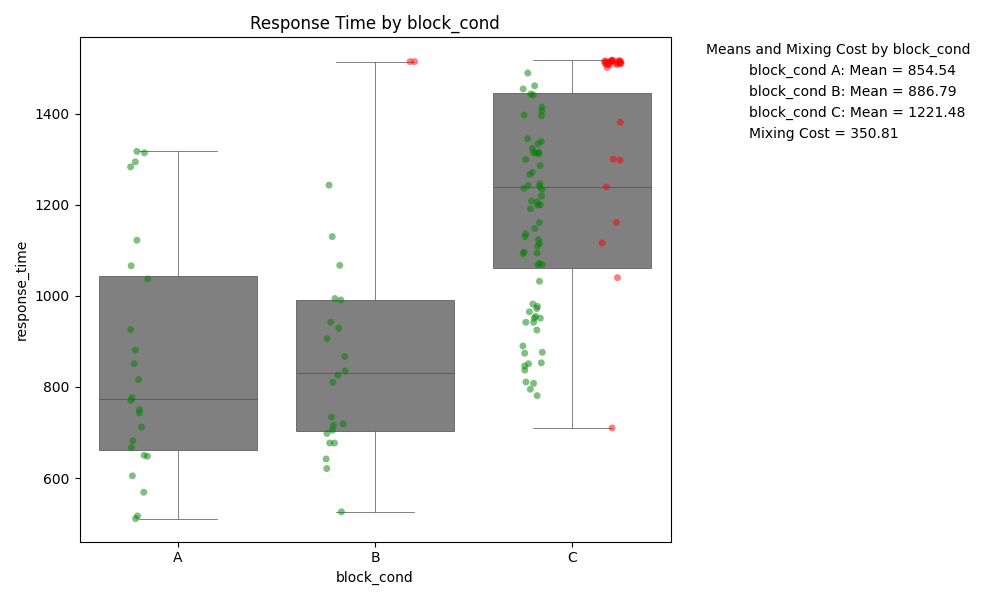 Response Time by block_cond
Means and Mixing Cost by block_cond
block_cond A: Mean = 854.54
block_cond B: Mean = 886.79
block_cond C: Mean = 1221.48
Mixing Cost = 350.81
response_time
1400
1200
1000
800
600
A
B
C
block_cond